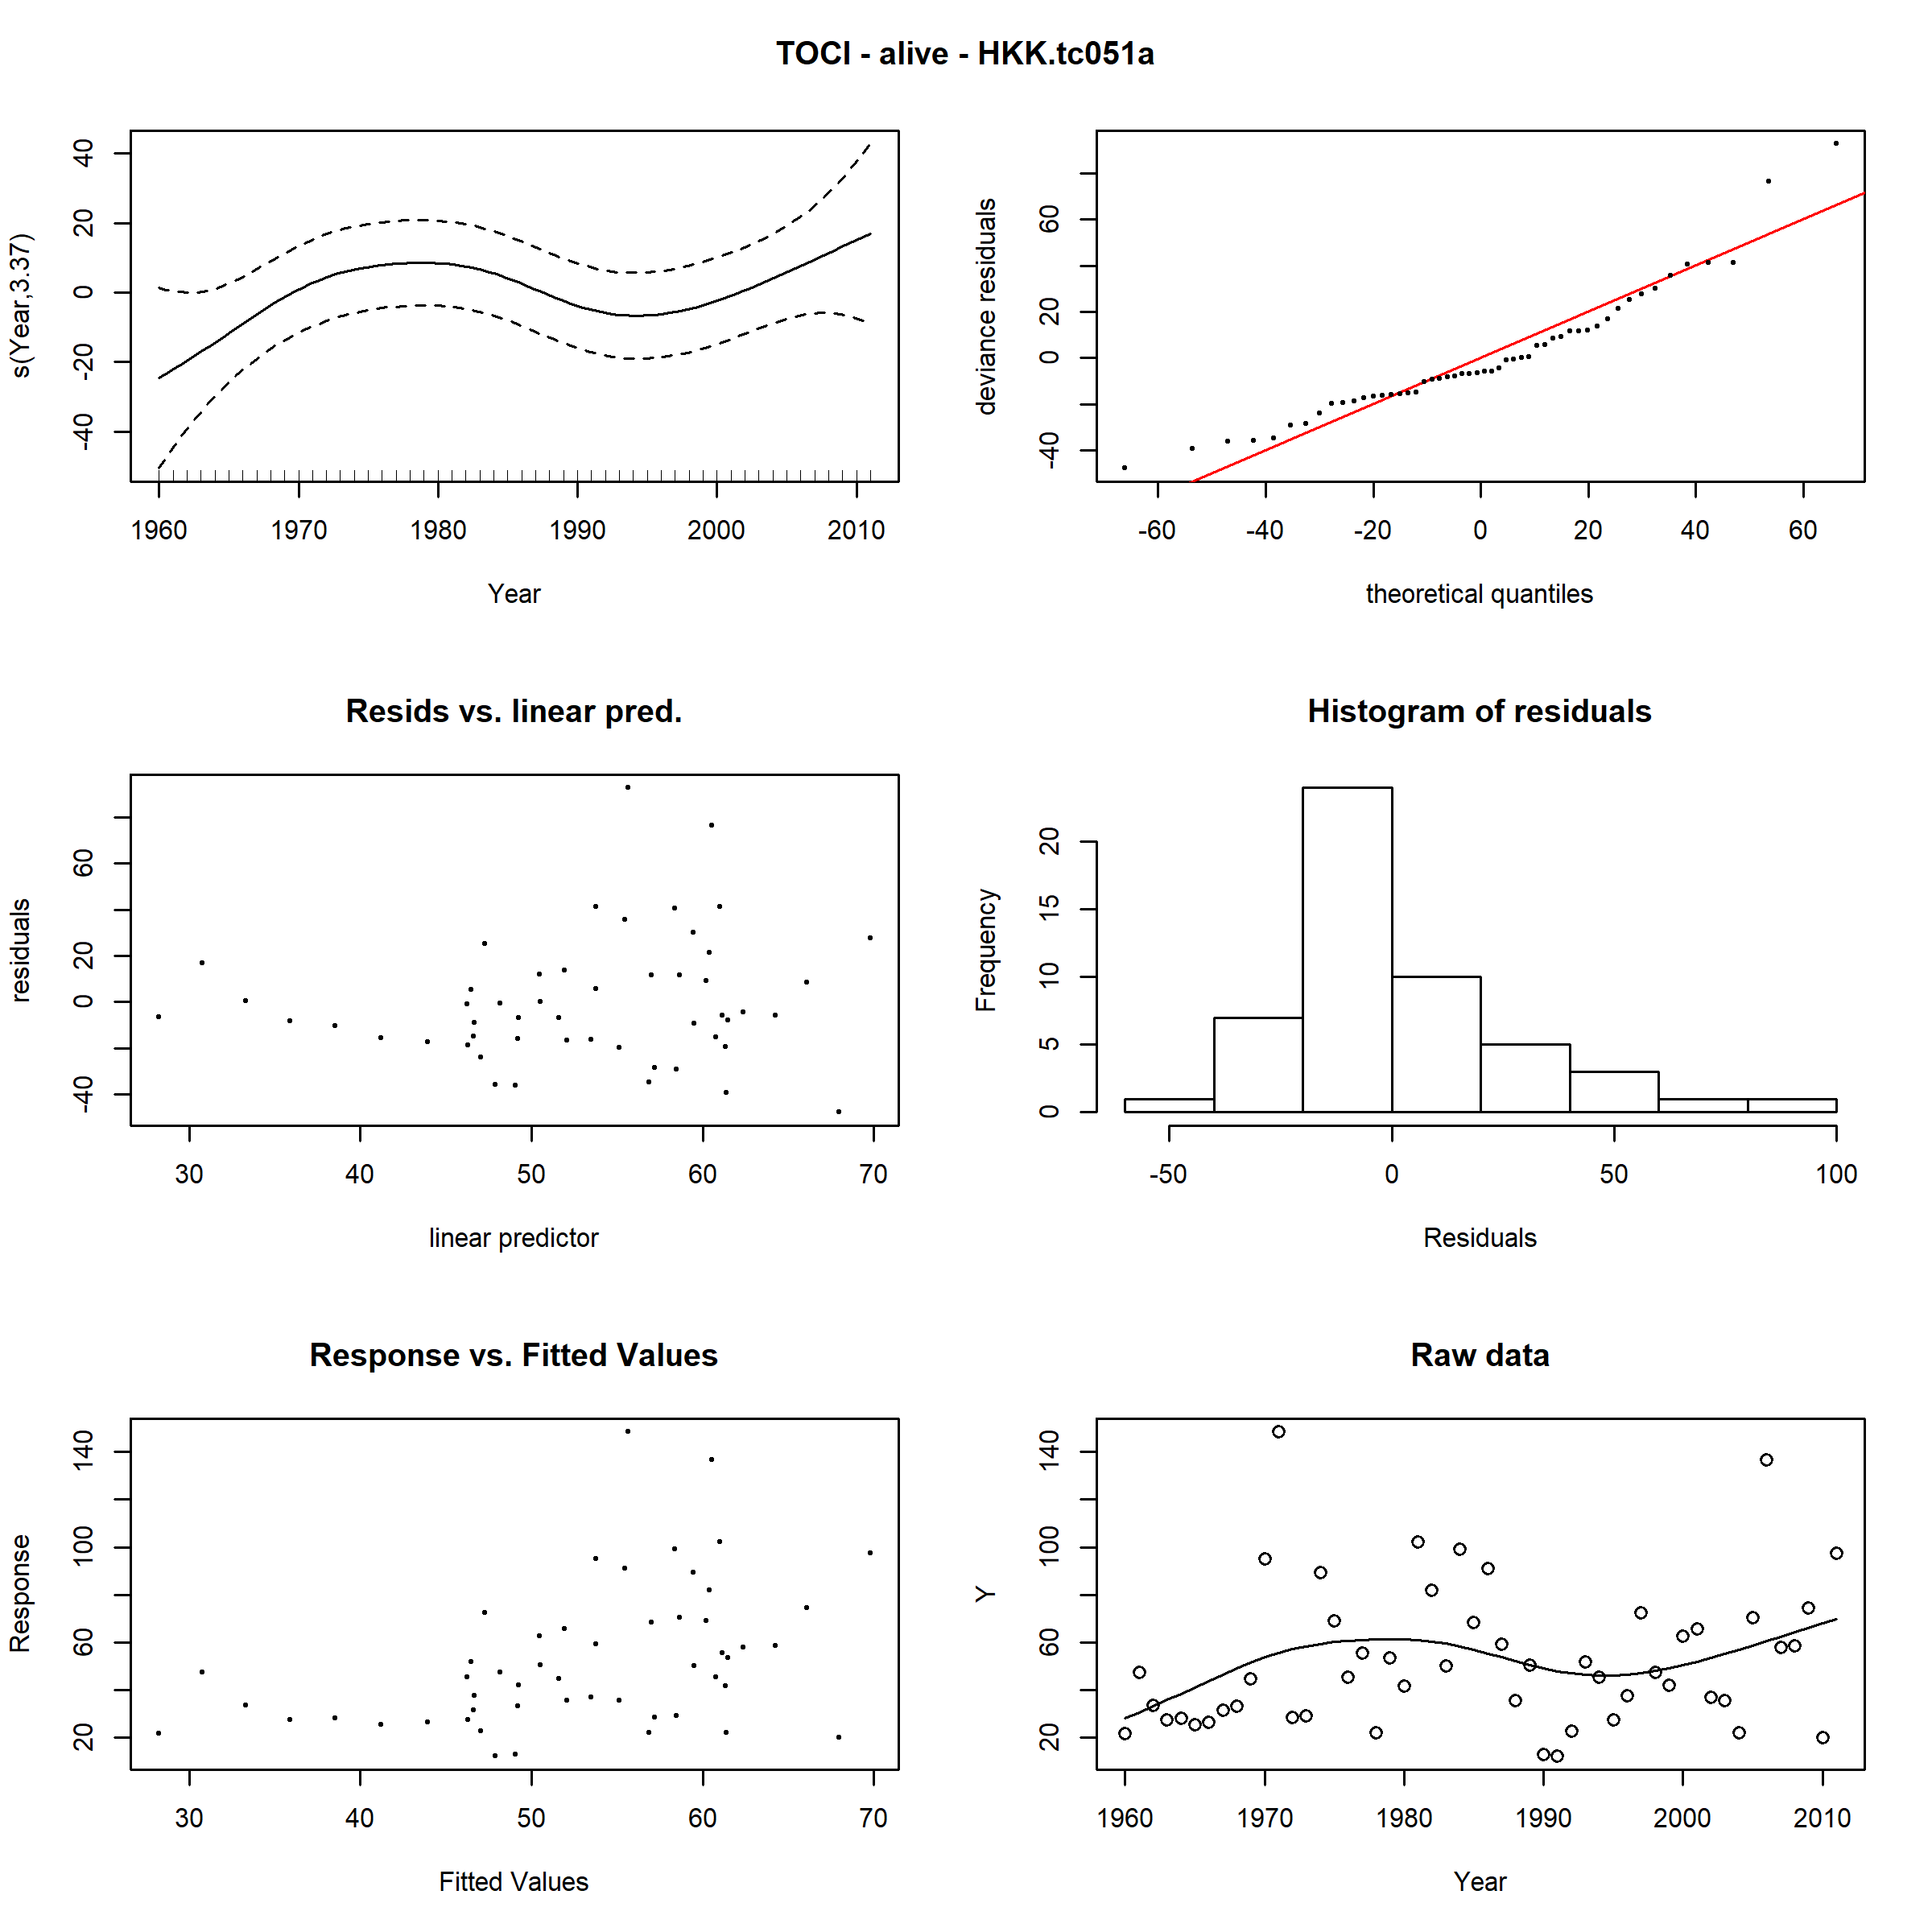 TOCI - alive - HKK.tc051a
s(Year,3.37)
40
20
0
-20
-40
1960 1970 1980 1990 2000 2010
Year
deviance residuals
60
20
0
-40
-60 -40 -20 0 20 40 60
theoretical quantiles
Resids vs. linear pred.
residuals
60
20
0
-40
30 40 50 60 70
linear predictor
Histogram of residuals
Frequency
20
15
10
5
0
-50 0 50 100
Residuals
Response vs. Fitted Values
Response
140
100
60
20
30 40 50 60 70
Fitted Values
Raw data
Y
140
100
60
20
1960 1970 1980 1990 2000 2010
Year